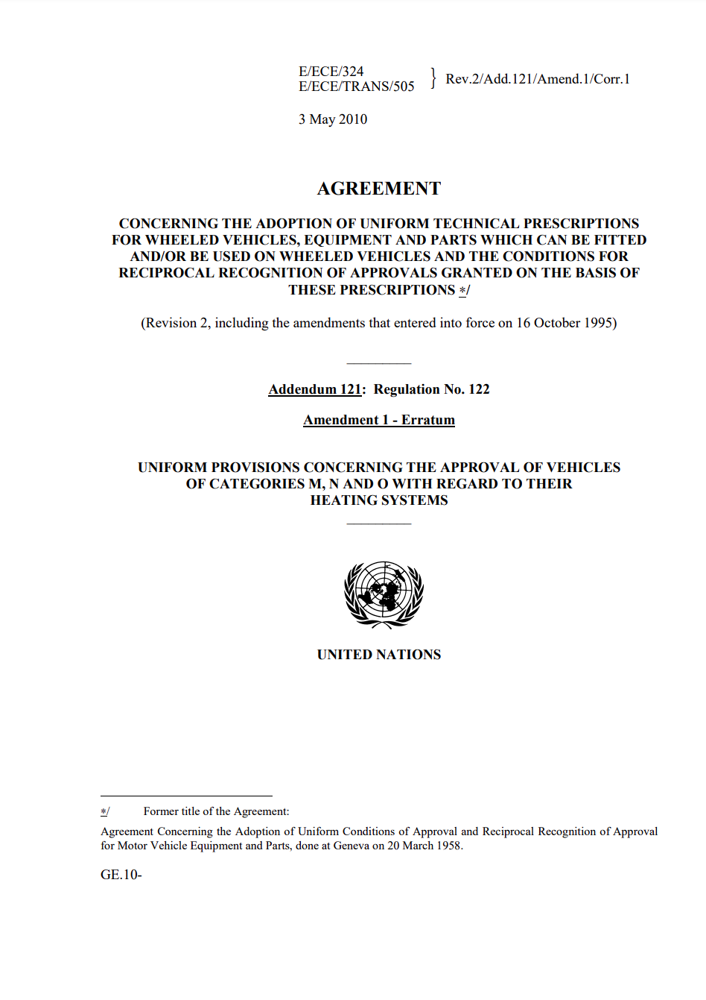 E/ECE/324
E/ECE/TRANS/505 } Rev.2/Add.121/Amend.1/Corr.1
3 May 2010
AGREEMENT
CONCERNING THE ADOPTION OF UNIFORM TECHNICAL PRESCRIPTIONS
FOR WHEELED VEHICLES, EQUIPMENT AND PARTS WHICH CAN BE FITTED
AND/OR BE USED ON WHEELED VEHICLES AND THE CONDITIONS FOR
RECIPROCAL RECOGNITION OF APPROVALS GRANTED ON THE BASIS OF
THESE PRESCRIPTIONS */
(Revision 2, including the amendments that entered into force on 16 October 1995)
Addendum 121: Regulation No. 122
Amendment 1 - Erratum
UNIFORM PROVISIONS CONCERNING THE APPROVAL OF VEHICLES
OF CATEGORIES M, N AND O WITH REGARD TO THEIR
HEATING SYSTEMS
UNITED NATIONS
*/ Former title of the Agreement:
Agreement Concerning the Adoption of Uniform Conditions of Approval and Reciprocal Recognition of Approval
for Motor Vehicle Equipment and Parts, done at Geneva on 20 March 1958.
GE.10-